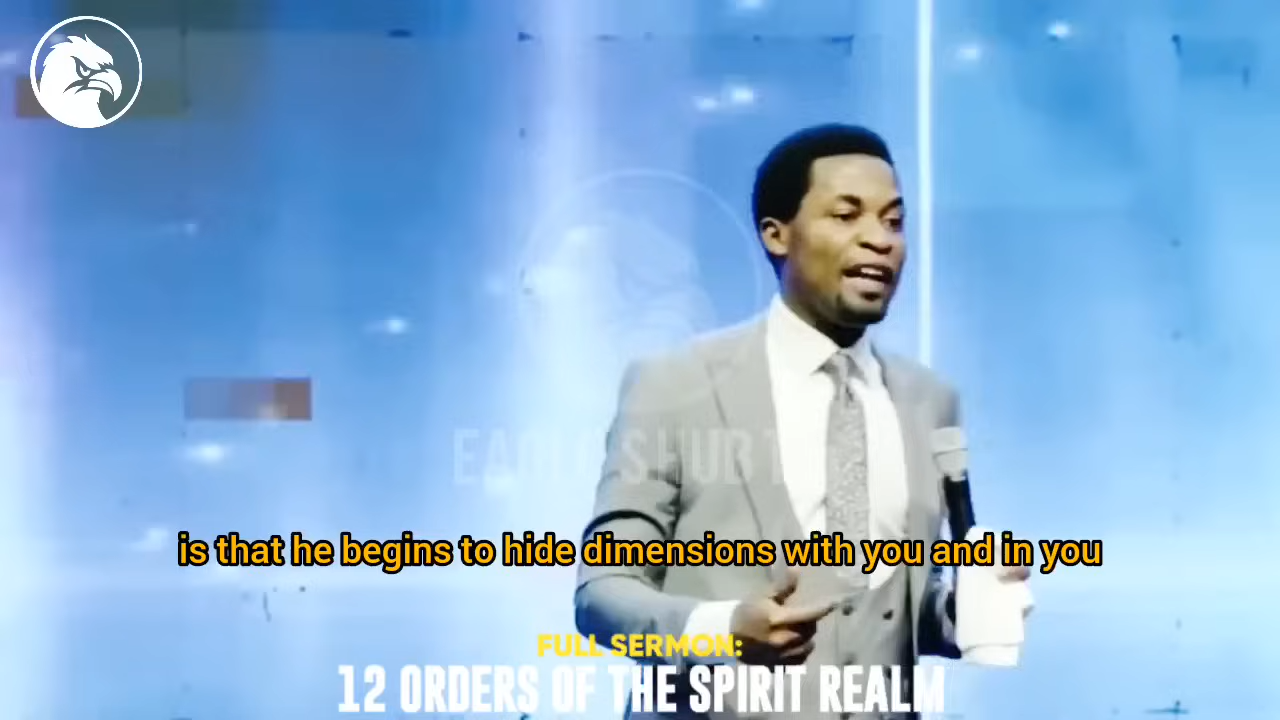 is that he begins to hide dimensions with you and in you
FULL SERMON:
12 ORDERS OF THE SPIRIT REALM